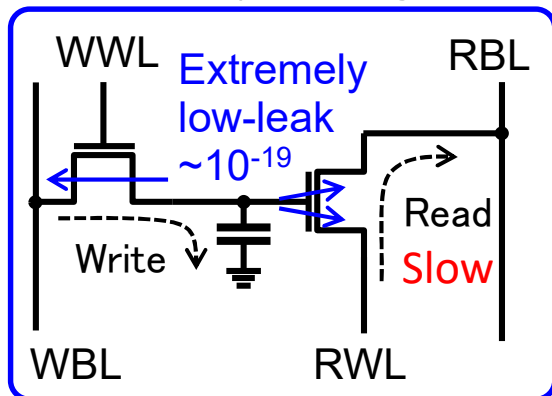 WWL
RBL
Extremely
low-leak
~10-19
Write
Read
Slow
WBL
RWL